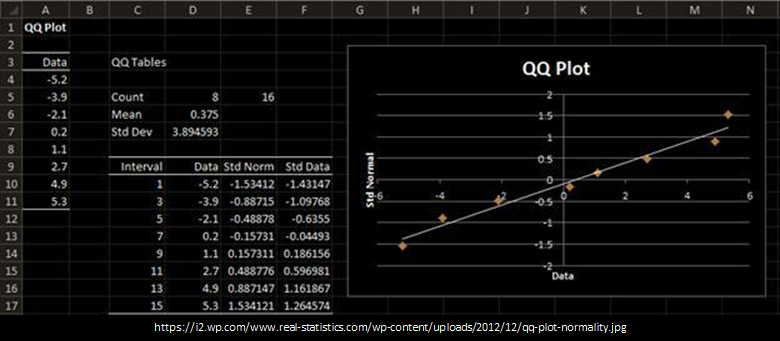 A B C D E F G H I J K L M N
1 QQ Plot
2
3 Data QQ Tables
4 -5.2
5 -3.9 Count 8 16
6 -2.1 Mean 0.375
7 0.2 Std Dev 3.894593
8 1.1
9 2.7 Interval Data Std Norm Std Data
10 4.9 1 -5.2 -1.53412 -1.43147
11 5.3 3 -3.9 -0.88715 -1.09768
12 5 -2.1 -0.48878 -0.6355
13 7 0.2 -0.15731 -0.04493
14 9 1.1 0.157311 0.186156
15 11 2.7 0.488776 0.596981
16 13 4.9 0.887147 1.161867
17 15 5.3 1.534121 1.264574
QQ Plot
Std Normal
2
1.5
1
0.5
0
-0.5
-1
-1.5
-2
-6 -4 -2 0 2 4 6
Data
https://i2.wp.com/www.real-statistics.com/wp-content/uploads/2012/12/qq-plot-normality.jpg